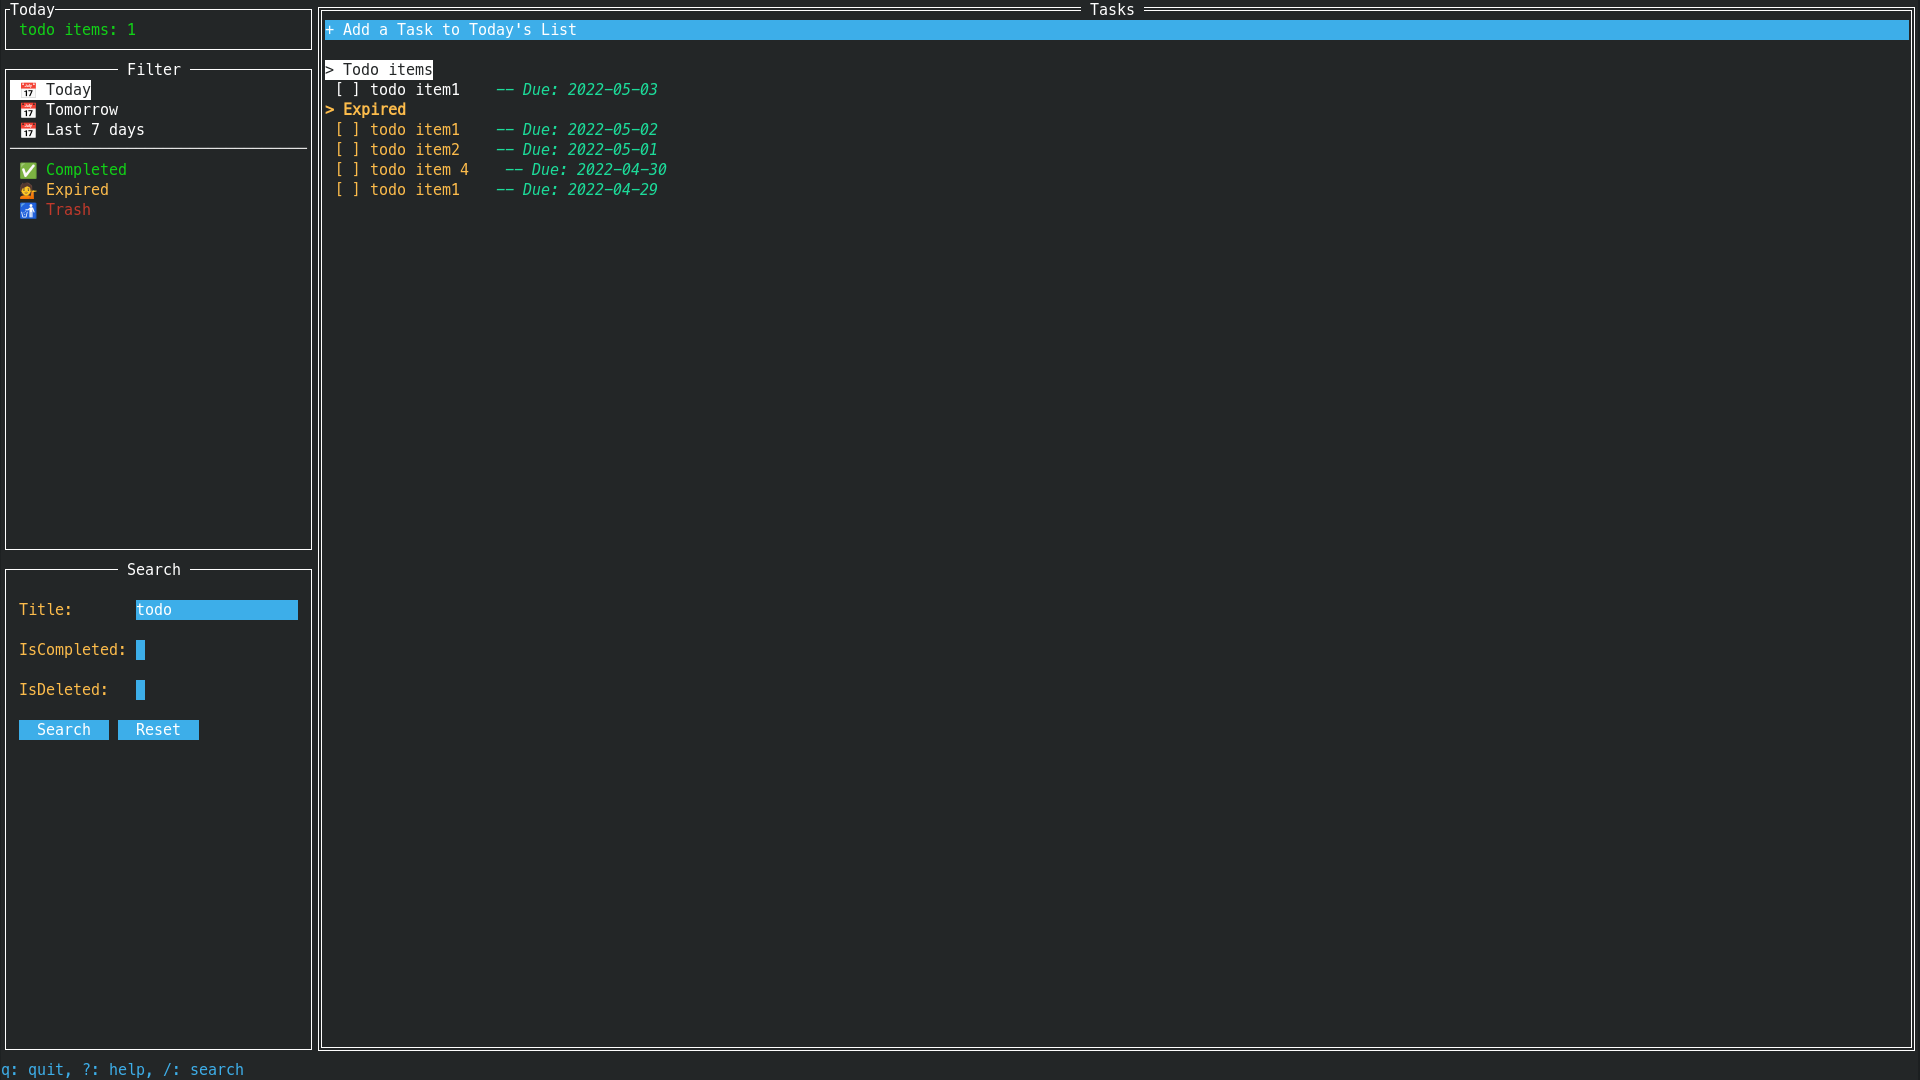 Today
todo items: 1
Filter
Today
Tomorrow
Last 7 days
Completed
Expired
Trash
Search
Title: todo
IsCompleted:
IsDeleted:
Search Reset
Tasks
+ Add a Task to Today's List
> Todo items
[ ] todo item1 -- Due: 2022-05-03
> Expired
[ ] todo item1 -- Due: 2022-05-02
[ ] todo item2 -- Due: 2022-05-01
[ ] todo item 4 -- Due: 2022-04-30
[ ] todo item1 -- Due: 2022-04-29
q: quit, ?: help, /: search